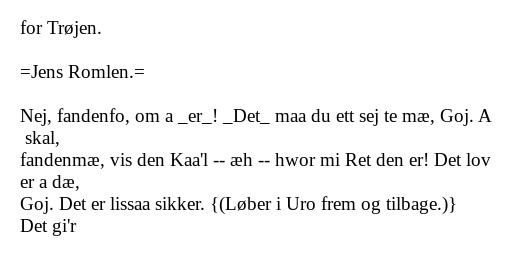 for Trøjen.
=Jens Romlen.=
Nej, fandenfo, om a _er_! _Det_ maa du ett sej te mæ, Goj. A
skal,
fandenmæ, vis den Kaa'l -- æh -- hwor mi Ret den er! Det lov
er a dæ,
Goj. Det er lissaa sikker. {(Løber i Uro frem og tilbage.)}
Det gi'r